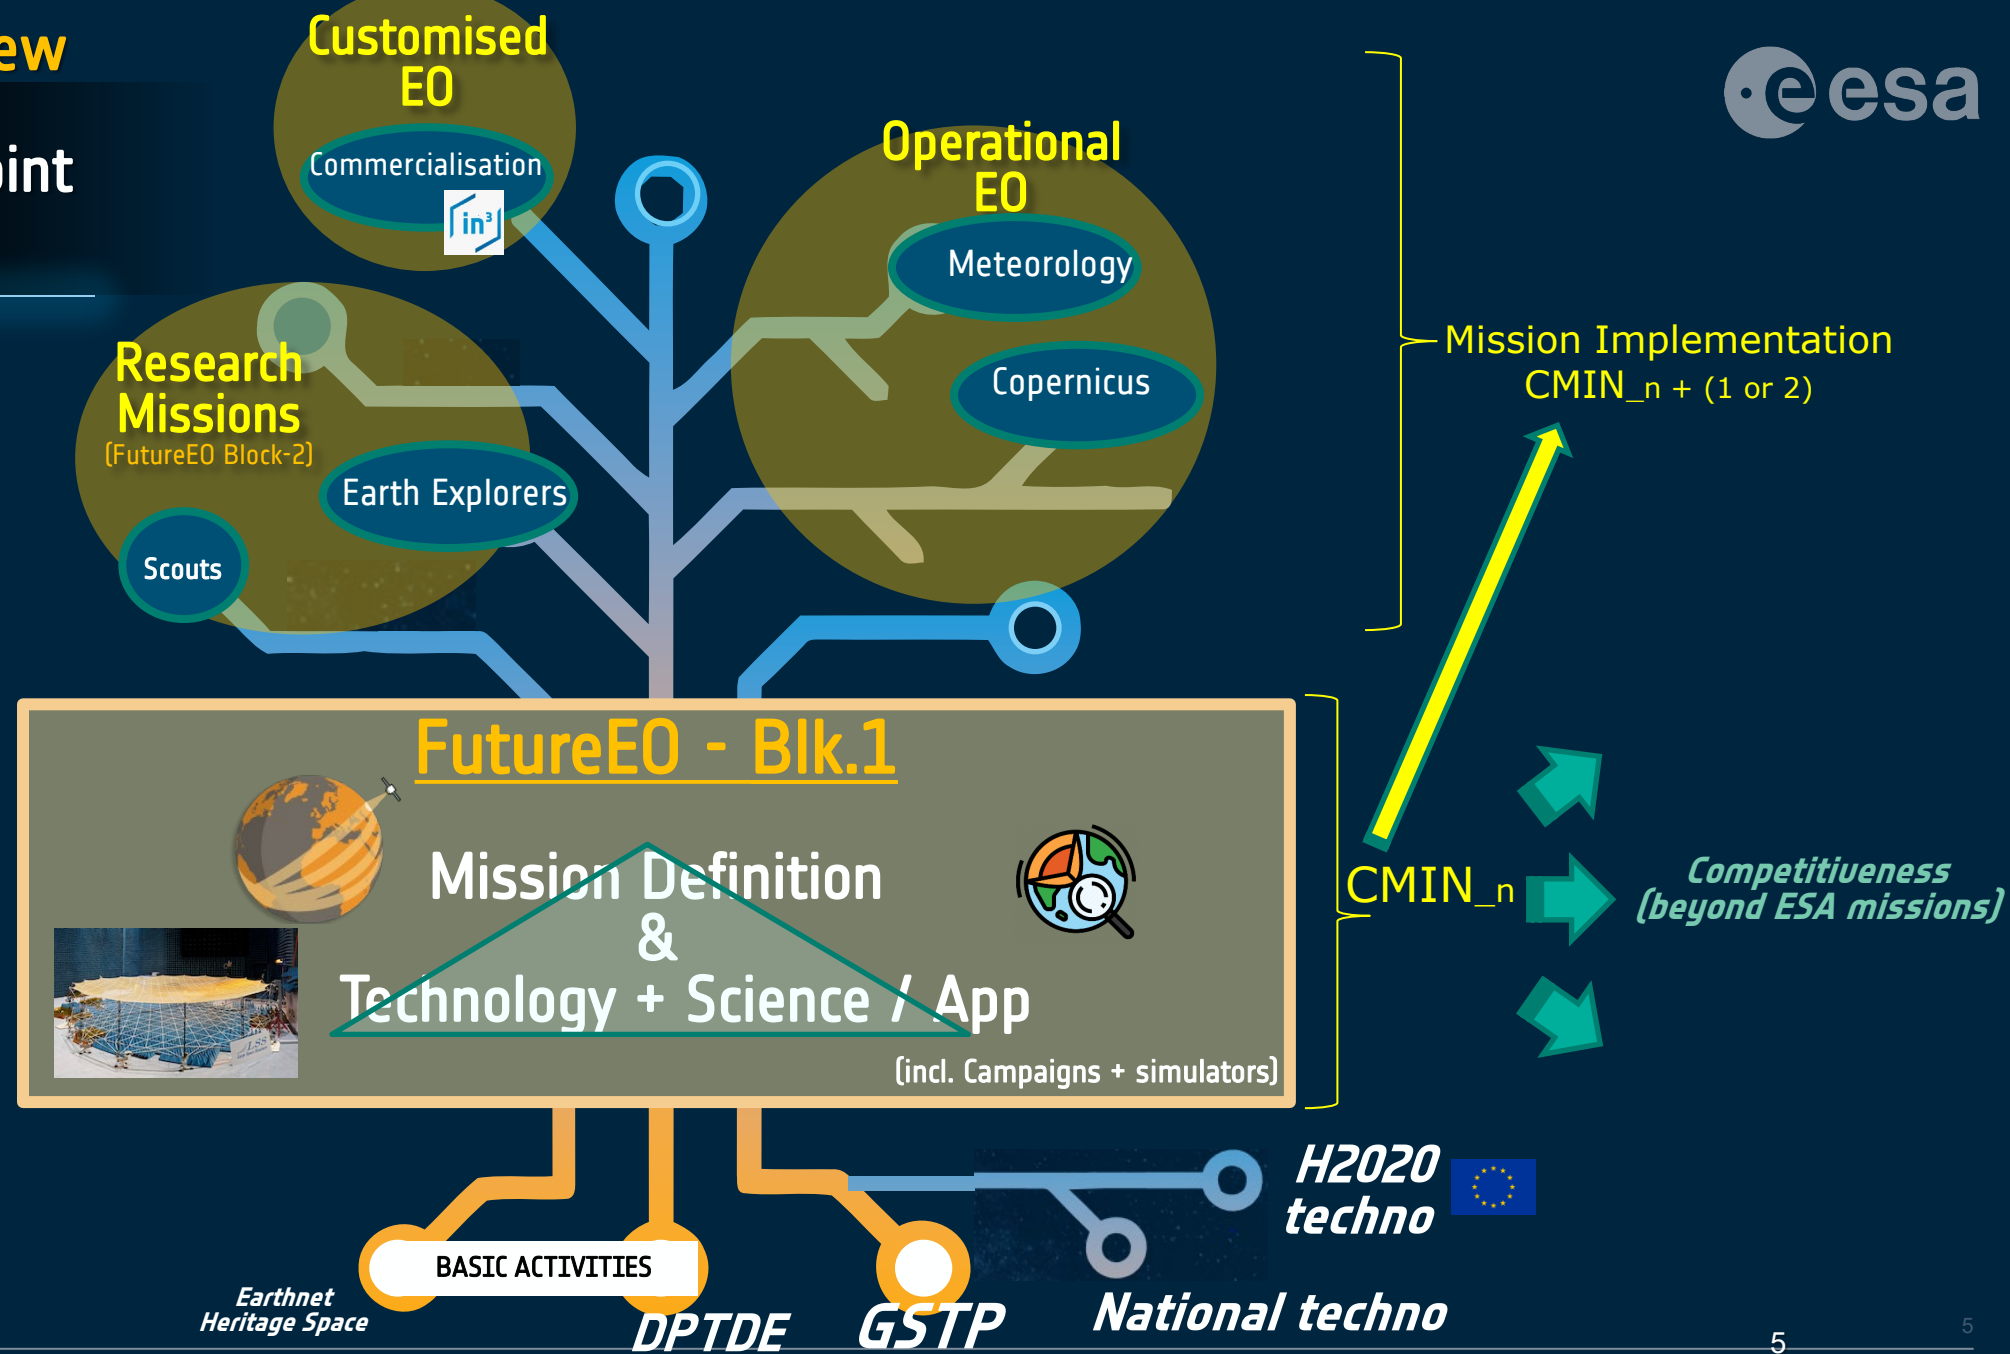 ew
oint
esa
Customised
EO
Commercialisation
in³
Operational
EO
Meteorology
Copernicus
Research
Missions
(FutureEO Block-2)
Earth Explorers
Scouts
Mission Implementation
CMIN_n + (1 or 2)
FutureEO - Blk.1
Mission Definition
&
Technology + Science / App
(incl. Campaigns + simulators)
LSS
CMIN_n
Competitiveness
(beyond ESA missions)
H2020
techno
BASIC ACTIVITIES
Earthnet
Heritage Space
DPTDE
GSTP
National techno
5
5